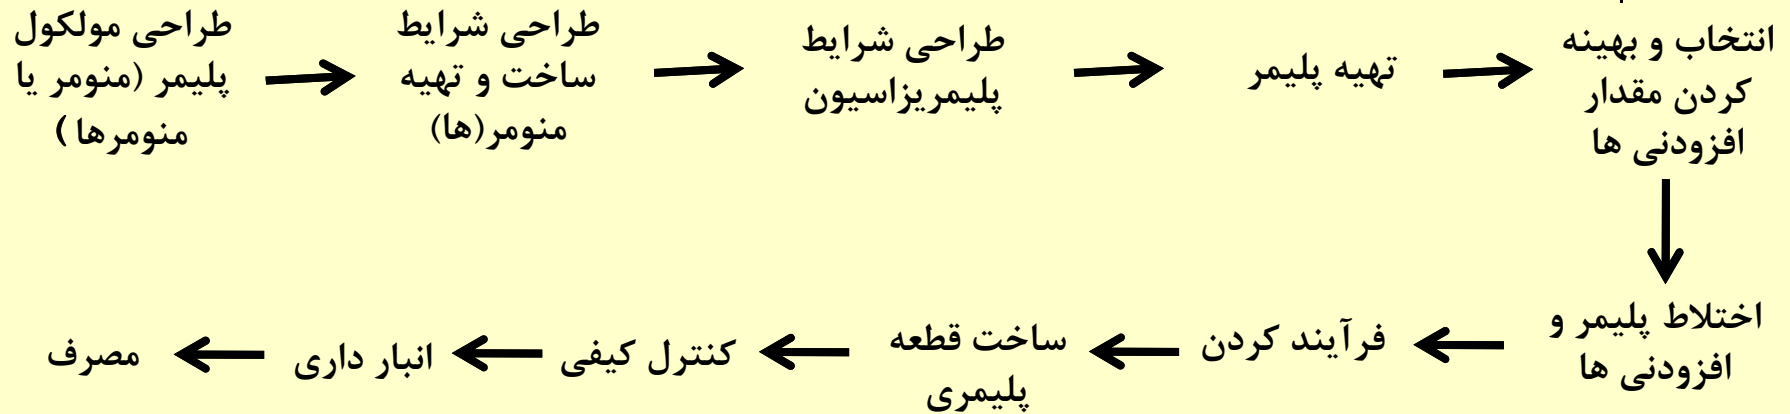 طراحی مولکول
پلیمر (منومر یا
منومرها )
طراحی شرایط
ساخت و تهیه
منومر(ها)
طراحی شرایط
پلیمریزاسیون
تهیه پلیمر
انتخاب و بهینه
کردن مقدار
افزودنی ها
اختلاط پلیمر و
افزودنی ها
فرآیند کردن
ساخت قطعه
پلیمری
کنترل کیفی
انبار داری
مصرف